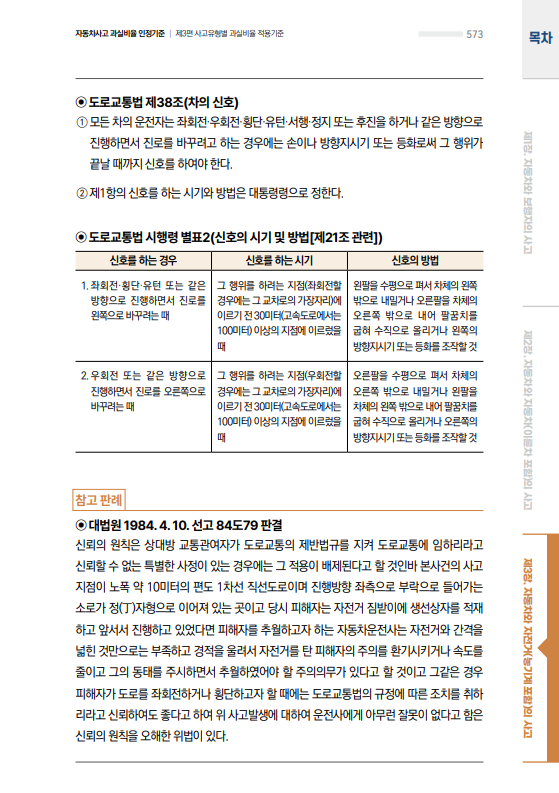 자동차사고 과실비율 인정기준 | 제3편 사고유형별 과실비율 적용기준
573
목차
◉ 도로교통법 제38조(차의 신호)
① 모든 차의 운전자는 좌회전·우회전·횡단·유턴·서행·정지 또는 후진을 하거나 같은 방향으로
진행하면서 진로를 바꾸려고 하는 경우에는 손이나 방향지시기 또는 등화로써 그 행위가
끝날 때까지 신호를 하여야 한다.
② 제1항의 신호를 하는 시기와 방법은 대통령령으로 정한다.
◉ 도로교통법 시행령 별표2(신호의 시기 및 방법[제21조 관련])
신호를 하는 경우
신호를 하는 시기
신호의 방법
1. 좌회전·횡단·유턴 또는 같은
방향으로 진행하면서 진로를
왼쪽으로 바꾸려는 때
그 행위를 하려는 지점(좌회전할
경우에는 그 교차로의 가장자리)에
이르기 전 30미터(고속도로에서는
100미터) 이상의 지점에 이르렀을
때
왼팔을 수평으로 펴서 차체의 왼쪽
밖으로 내밀거나 오른팔을 차체의
오른쪽 밖으로 내어 팔꿈치를
굽혀 수직으로 올리거나 왼쪽의
방향지시기 또는 등화를 조작할 것
2. 우회전 또는 같은 방향으로
진행하면서 진로를 오른쪽으로
바꾸려는 때
그 행위를 하려는 지점(우회전할
경우에는 그 교차로의 가장자리)에
이르기 전 30미터(고속도로에서는
100미터) 이상의 지점에 이르렀을
때
오른팔을 수평으로 펴서 차체의
오른쪽 밖으로 내밀거나 왼팔을
차체의 왼쪽 밖으로 내어 팔꿈치를
굽혀 수직으로 올리거나 오른쪽의
방향지시기 또는 등화를 조작할 것
참고 판례
◉ 대법원 1984. 4. 10. 선고 84도79 판결
신뢰의 원칙은 상대방 교통관여자가 도로교통의 제반법규를 지켜 도로교통에 임하리라고
신뢰할 수 없는 특별한 사정이 있는 경우에는 그 적용이 배제된다고 할 것인바 본사건의 사고
지점이 노폭 약 10미터의 편도 1차선 직선도로이며 진행방향 좌측으로 부락으로 들어가는
소로가 정(丁)자형으로 이어져 있는 곳이고 당시 피해자는 자전거 짐받이에 생선상자를 적재
하고 앞서서 진행하고 있었다면 피해자를 추월하고자 하는 자동차운전사는 자전거와 간격을
넓힌 것만으로는 부족하고 경적을 울려서 자전거를 탄 피해자의 주의를 환기시키거나 속도를
줄이고 그의 동태를 주시하면서 추월하였어야 할 주의의무가 있다고 할 것이고 그같은 경우
피해자가 도로를 좌회전하거나 횡단하고자 할 때에는 도로교통법의 규정에 따른 조치를 취하
리라고 신뢰하여도 좋다고 하여 위 사고발생에 대하여 운전사에게 아무런 잘못이 없다고 함은
신뢰의 원칙을 오해한 위법이 있다.
제1장. 자동차와 보행자의 사고
제2장. 자동차와 자동차(이륜차 포함)의 사고
제3장. 자동차와 자전거(농기계 포함)의 사고